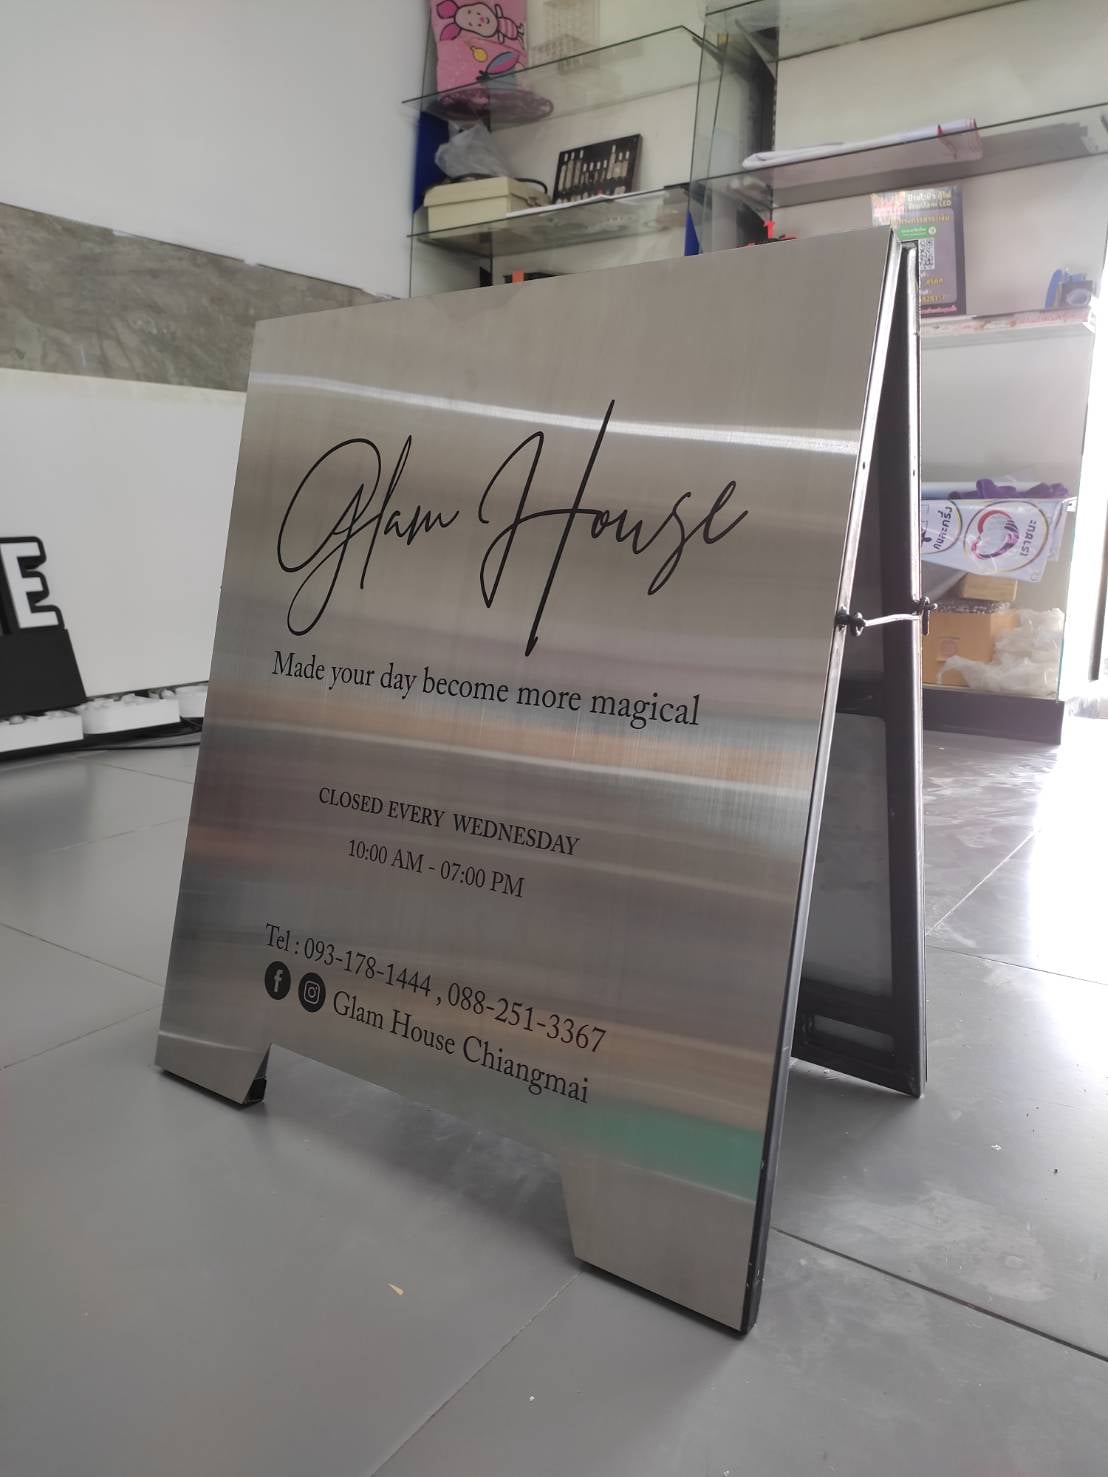 Glam House
Made your day become more magical
CLOSED EVERY WEDNESDAY
10:00 AM - 07:00 PM
Tel : 093-178-1444 , 088-251-3367
Glam House Chiangmai
E